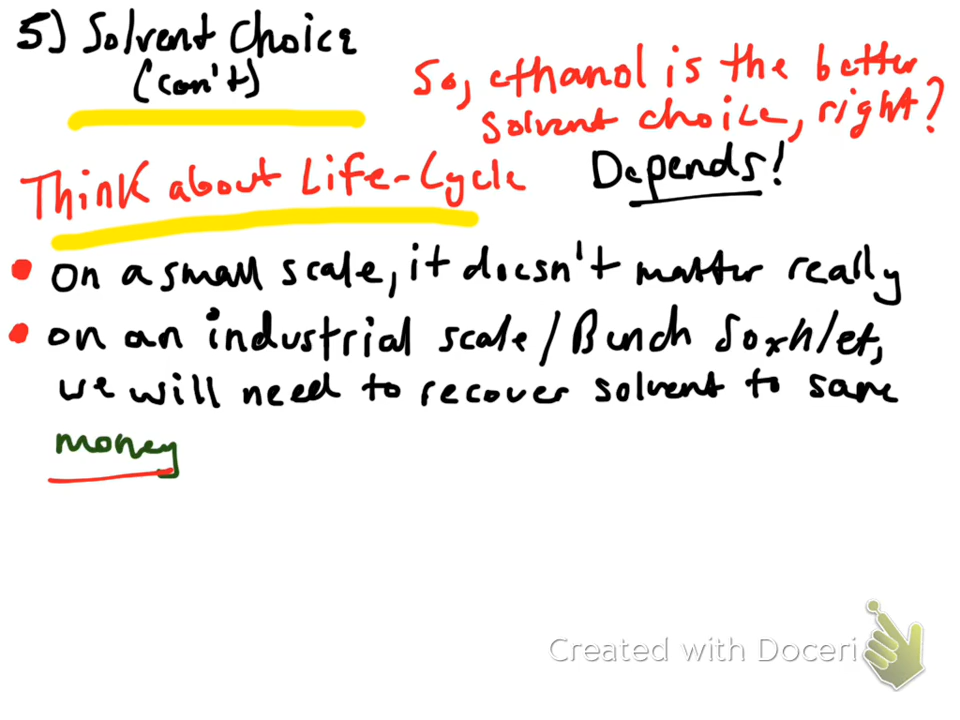 5) Solvent Choice
(con't)
So, ethanol is the better
solvent choice, right?
Depends!
Think about Life-Cycle
• on a small scale, it doesn't matter really
• on an industrial scale/Bunch Soxhlet,
we will need to recover solvent to save
money
Created with Doceri